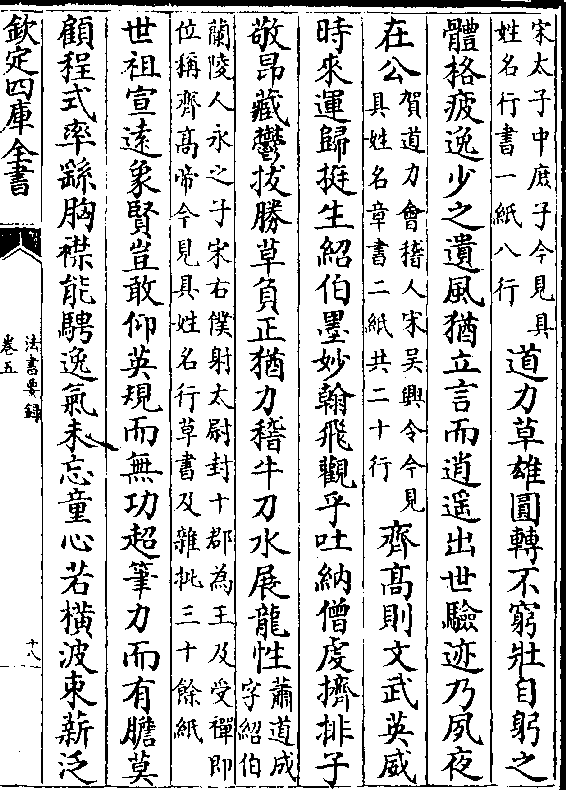 宋太子中庶子今見具
姓名行書一紙八行
道力草雄圓轉不窮壯自躬之
體格疲逸少之遺風猶立言而逍遥出世驗迹乃夙夜
在公
賀道力會稽人宋吴興令今見
具姓名章書二紙共二十行
齊高則文武英威
時來運歸挺生紹伯墨妙翰飛觀乎吐納僧虔擠排子
敬昂藏鬱拔勝草負正猶力稽牛刀水展龍性
蕭道成
字紹伯
蘭陵人永之子宋右僕射太尉封十郡為王及受禪即
位稱齊高帝今見具姓名行草書及雜批三十餘紙
世祖宣遠象賢豈敢仰英規而無功超筆力而有膽莫
顧程式率繇胸襟能騁逸氣未忘童心若橫波束薪泛
欽定四庫全書
法書要錄
卷五
十八